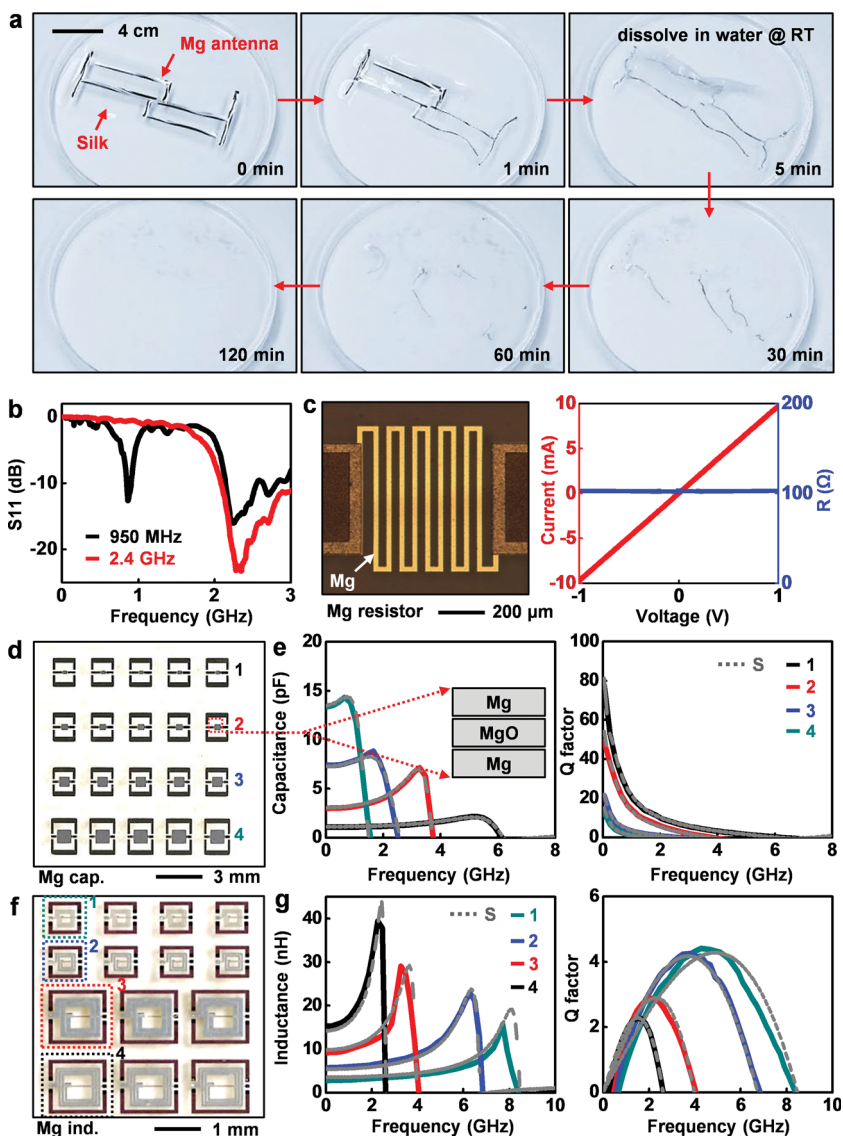 a
4 cm
Mg antenna
Silk
0 min
1 min
dissolve in water @ RT
5 min
120 min
60 min
30 min
b
0
-10
-20
S11 (dB)
950 MHz
2.4 GHz
0 1 2 3
Frequency (GHz)
c
Mg
Mg resistor
200 μm
10
5
0
-5
-10
Current (mA)
200
100
0
R (Ω)
-1 0 1
Voltage (V)
d
1
2
3
4
Mg cap.
3 mm
e
20
15
10
5
0
Capacitance (pF)
Mg
MgO
Mg
0 2 4 6 8
Frequency (GHz)
100
80
60
40
20
0
Q factor
S
1
2
3
4
0 2 4 6 8
Frequency (GHz)
f
1
2
3
4
Mg ind.
1 mm
g
40
30
20
10
0
Inductance (nH)
S
1
2
3
4
0 2 4 6 8 10
Frequency (GHz)
6
4
2
0
Q factor
0 2 4 6 8 10
Frequency (GHz)